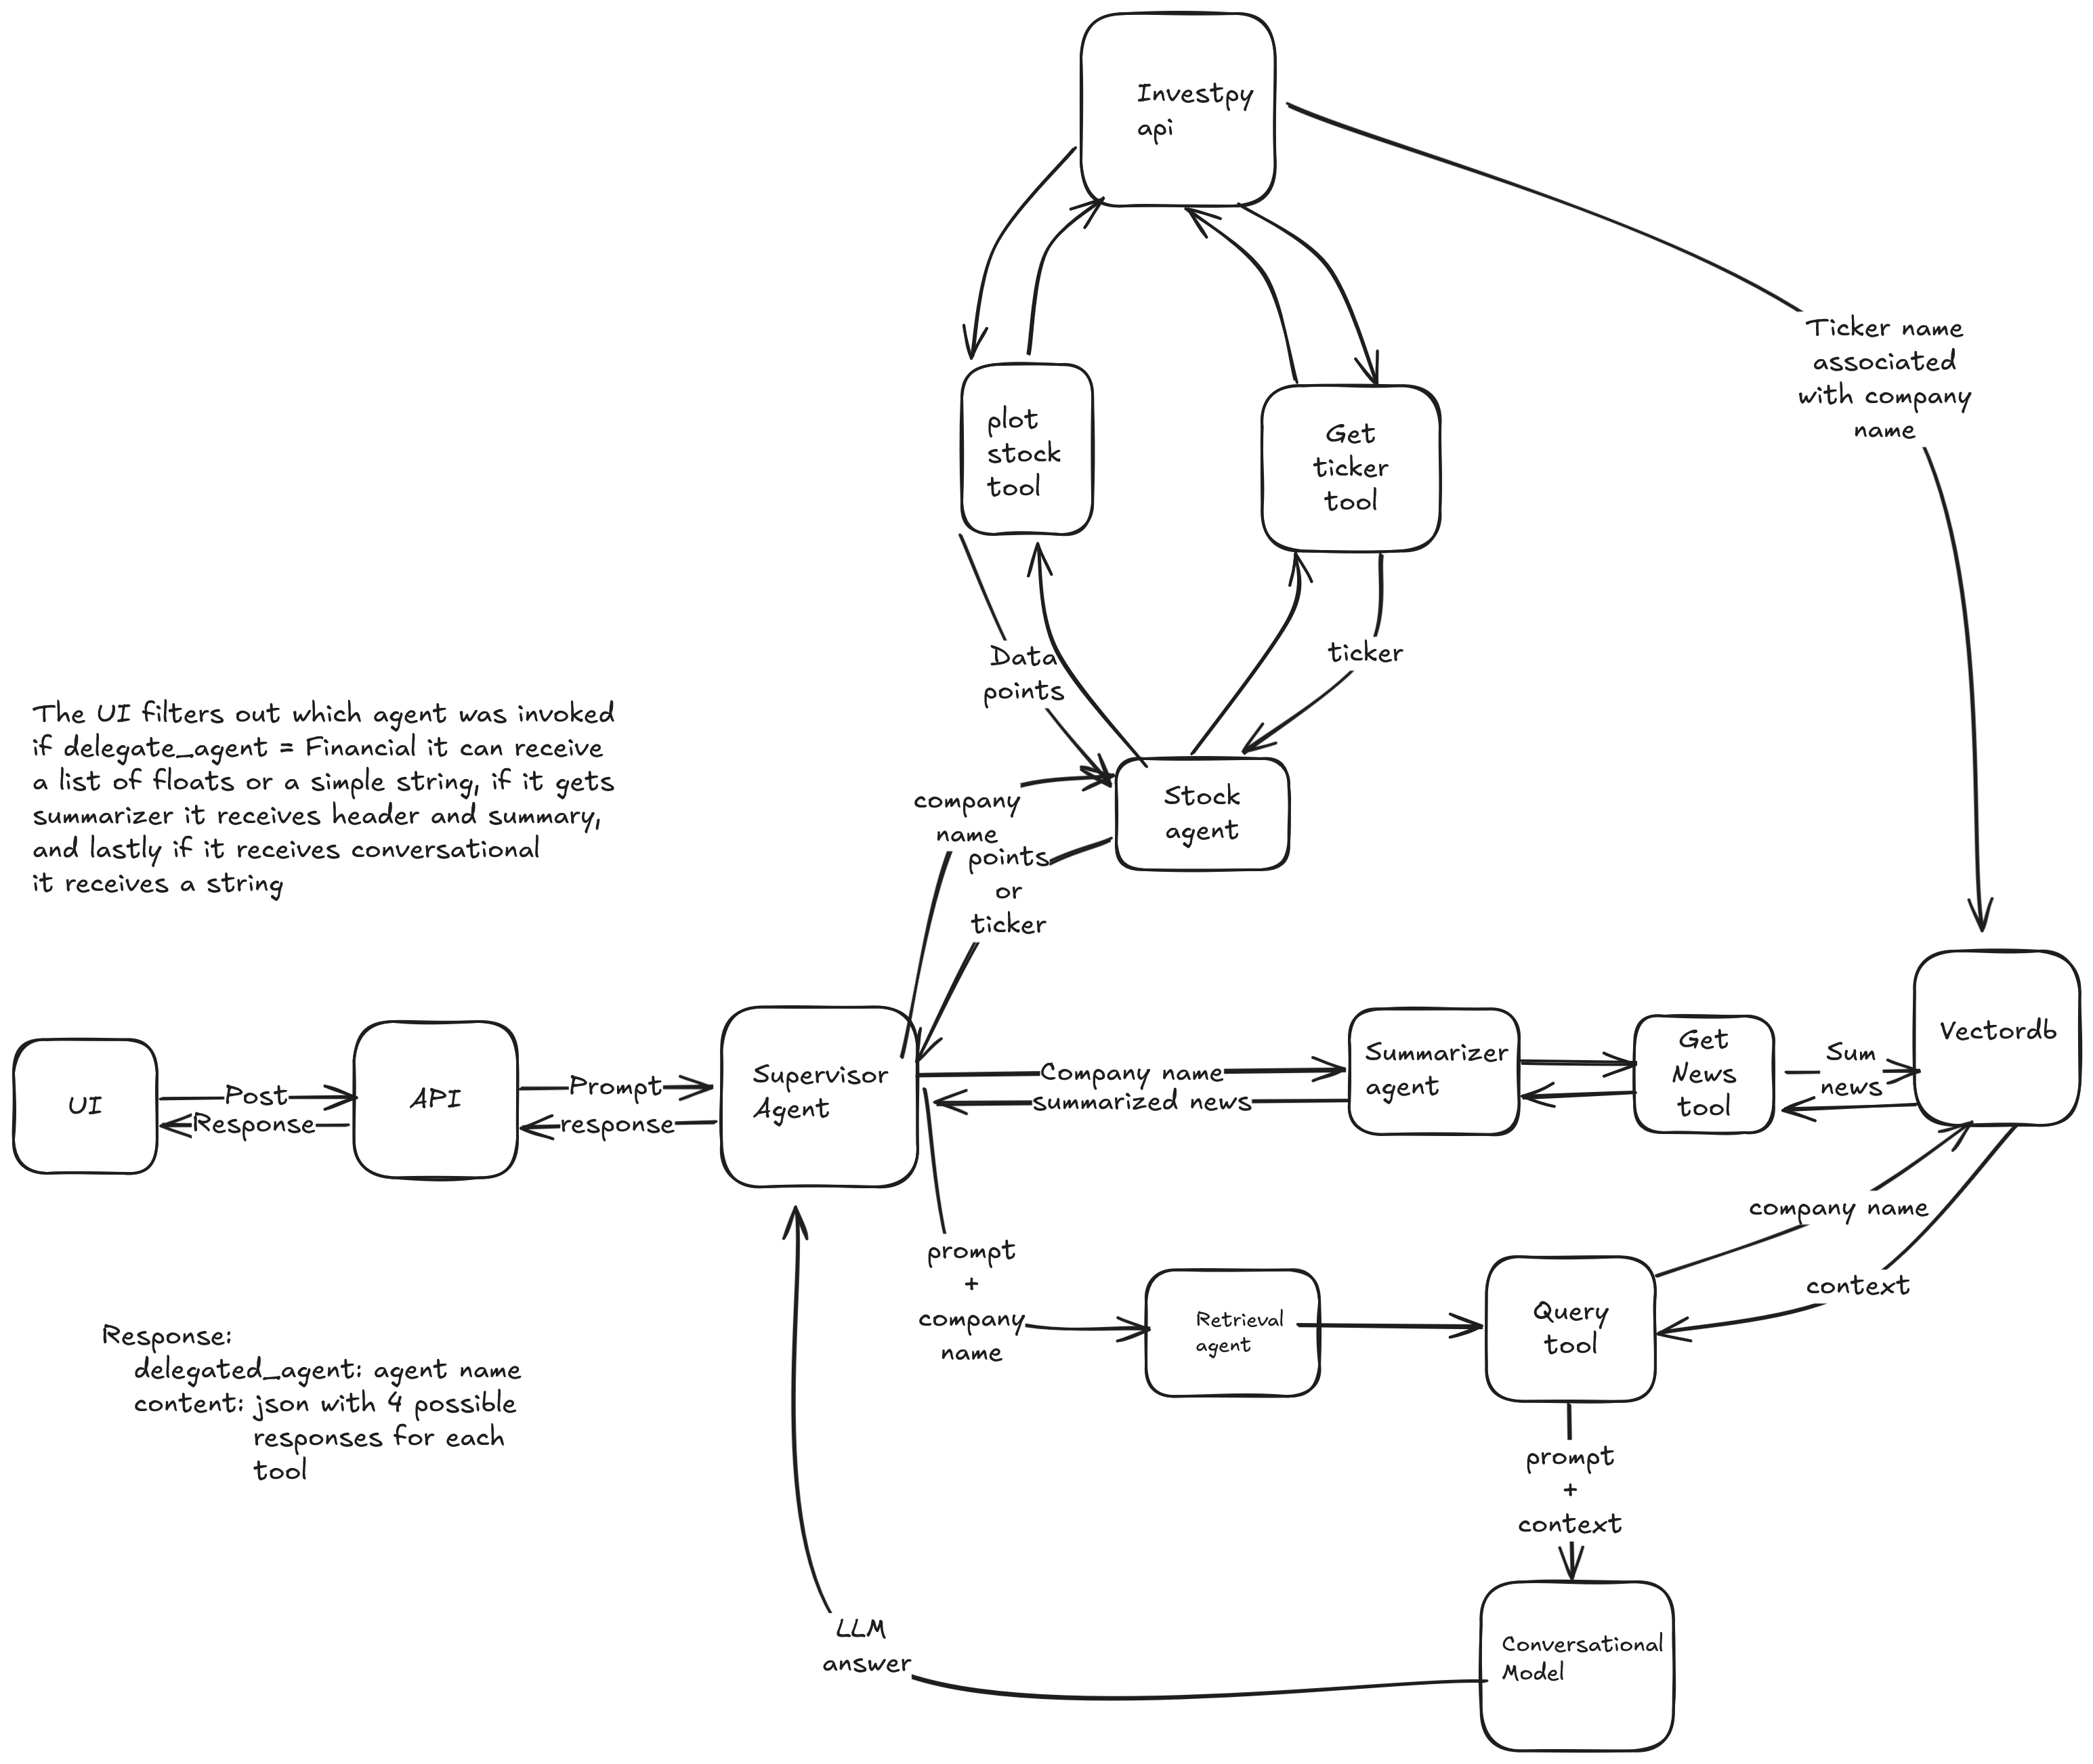 Investpy
api
Ticker name
associated
with company
name
plot
stock
tool
Get
ticker
tool
Data
points
ticker
The UI filters out which agent was invoked
if delegate_agent = Financial it can receive
a list of floats or a simple string, if it gets
summarizer it receives header and summary,
and lastly if it receives conversational
it receives a string
company
name
points
or
ticker
Stock
agent
UI
Post
Response
API
Prompt
response
Supervisor
Agent
Company name
summarized news
Summarizer
agent
Get
News
tool
Sum
news
Vectordb
company name
context
prompt
+
company
name
Retrieval
agent
Query
tool
Response:
delegated_agent: agent name
content: json with 4 possible
responses for each
tool
prompt
+
context
LLM
answer
Conversational
Model